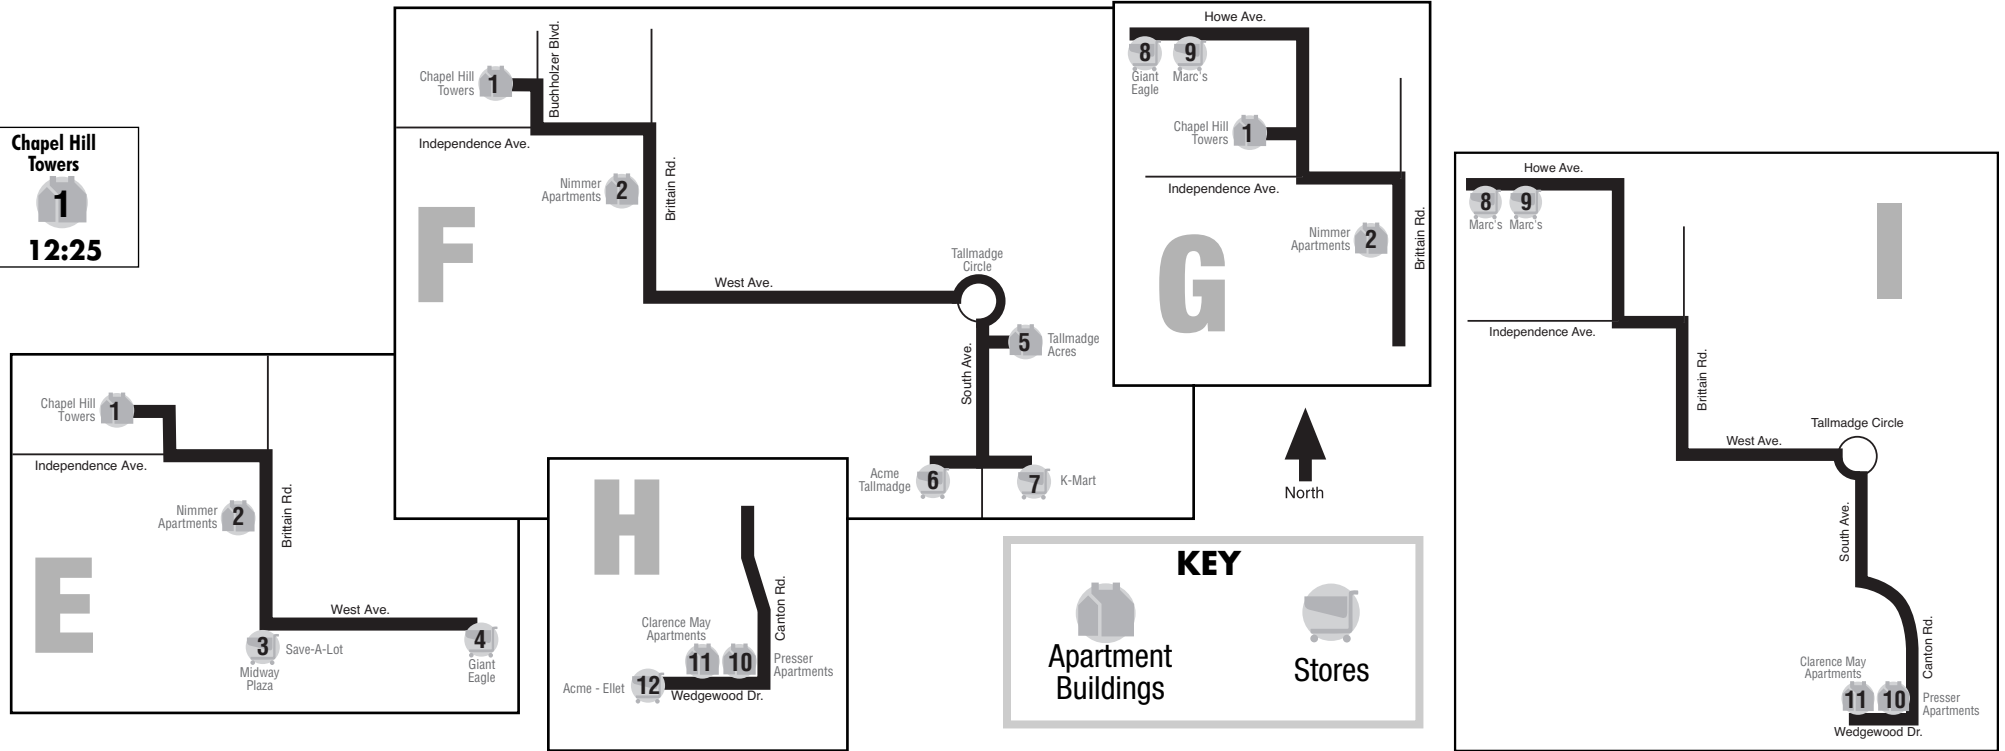 Chapel Hill
Towers
1
12:25
E
Chapel Hill
Towers
1
Independence Ave.
Nimmer
Apartments
2
Brittain Rd.
West Ave.
3
Save-A-Lot
Midway
Plaza
4
Giant
Eagle
F
Chapel Hill
Towers
1
Buchholzer Blvd.
Independence Ave.
Nimmer
Apartments
2
Brittain Rd.
West Ave.
Tallmadge
Circle
5
Tallmadge
Acres
South Ave.
Acme
Tallmadge
6
7
K-Mart
G
Howe Ave.
8
9
Giant
Eagle
Marc's
Chapel Hill
Towers
1
Independence Ave.
Nimmer
Apartments
2
Brittain Rd.
North
H
Canton Rd.
Clarence May
Apartments
11
10
Presser
Apartments
Acme - Ellet
12
Wedgewood Dr.
KEY
Apartment
Buildings
Stores
I
Howe Ave.
8
9
Marc's
Marc's
Independence Ave.
Brittain Rd.
West Ave.
Tallmadge Circle
South Ave.
Canton Rd.
Clarence May
Apartments
11
10
Presser
Apartments
Wedgewood Dr.